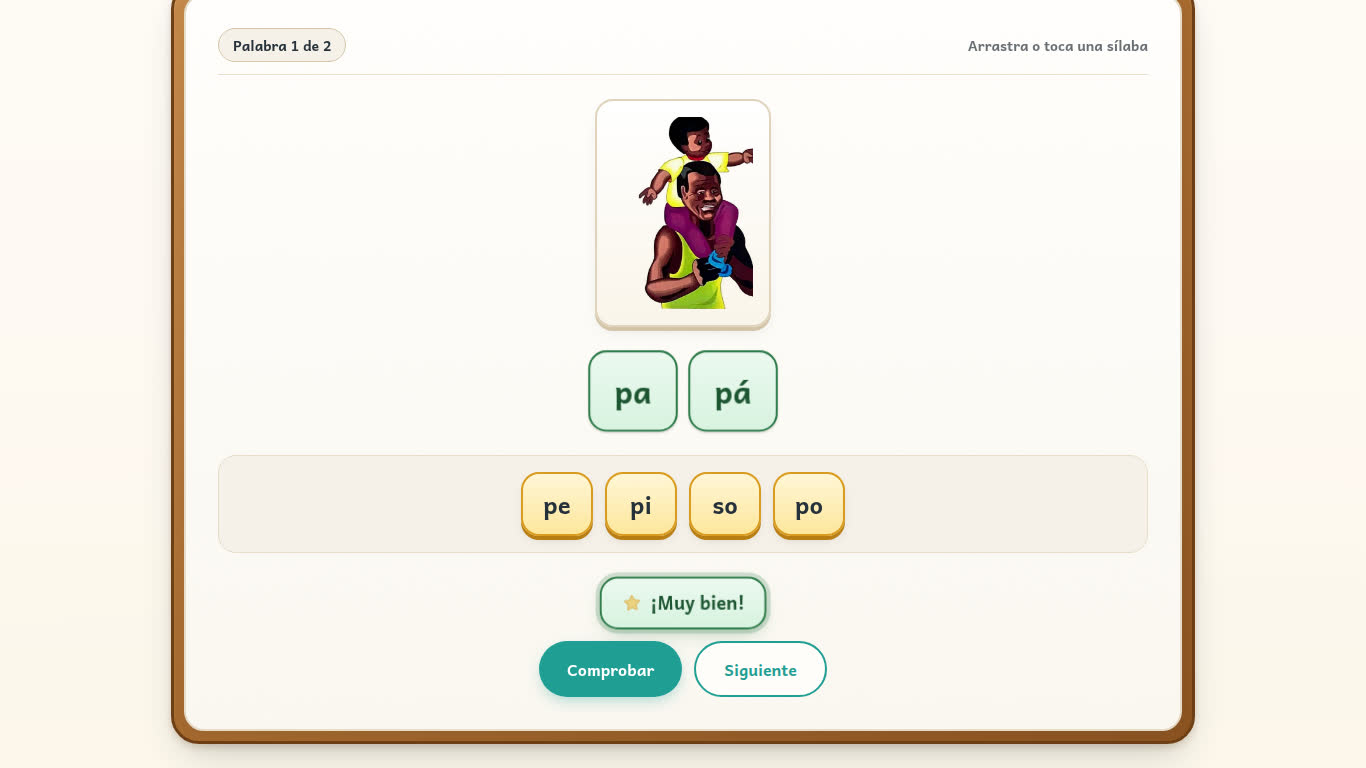 Palabra 1 de 2
Arrastra o toca una sílaba
pa pá
pe pi so po
¡Muy bien!
Comprobar Siguiente